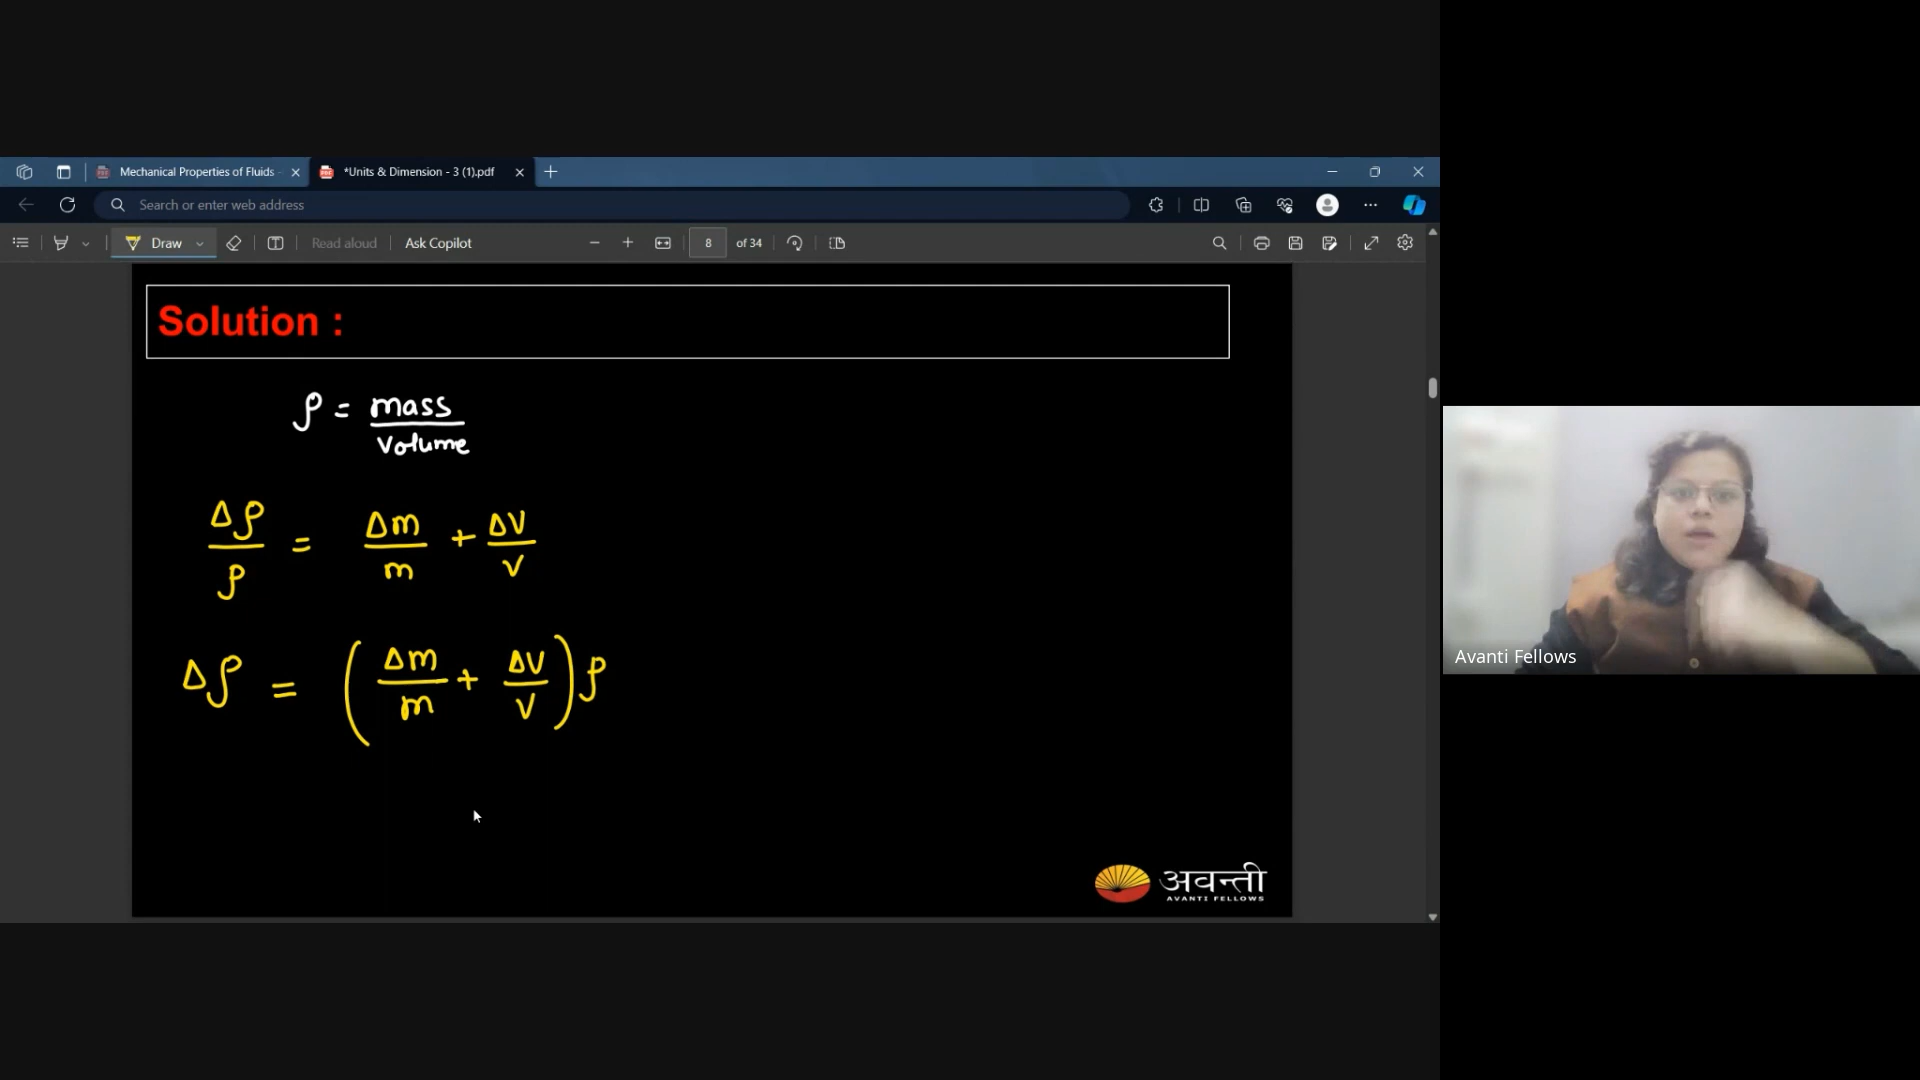 Mechanical Properties of Fluids
*Units & Dimension - 3 (1).pdf
Search or enter web address
Draw
Read aloud
Ask Copilot
8 of 34
Solution :
ρ = mass / volume
Δρ/ρ = Δm/m + Δv/v
Δρ = (Δm/m + Δv/v)ρ
अवन्ती
AVANTI FELLOWS
Avanti Fellows